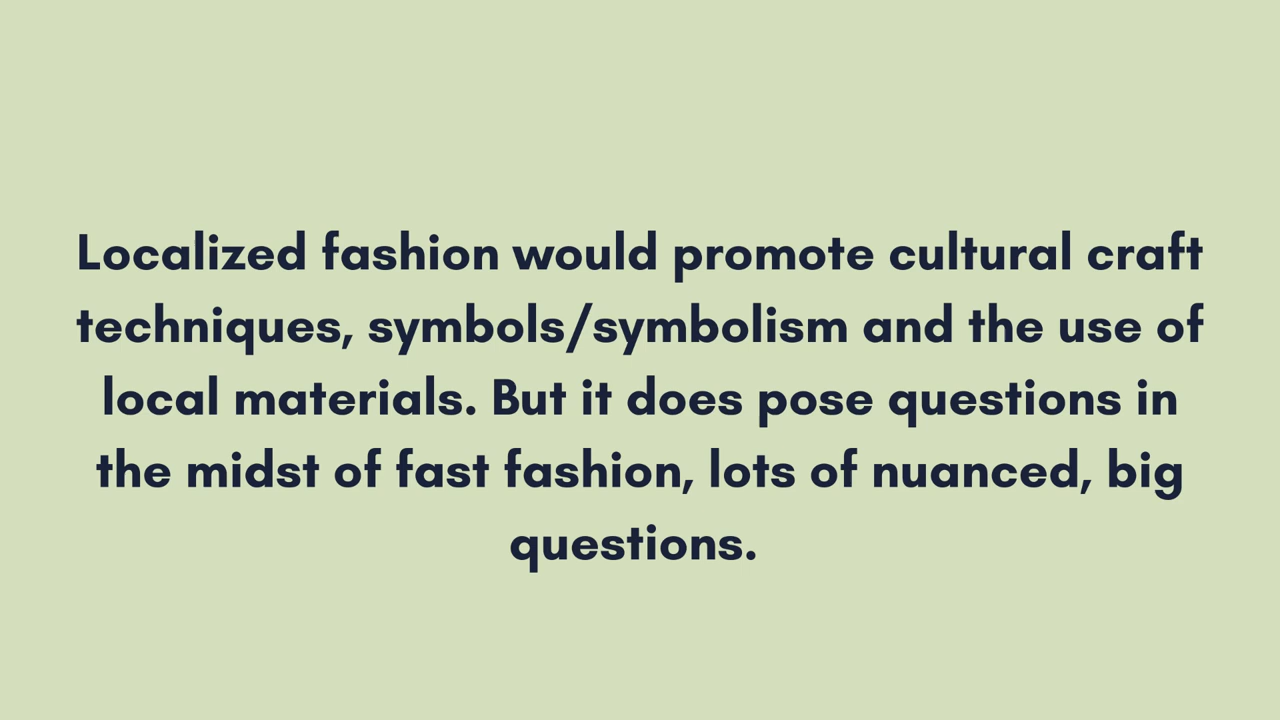 Localized fashion would promote cultural craft
techniques, symbols/symbolism and the use of
local materials. But it does pose questions in
the midst of fast fashion, lots of nuanced, big
questions.